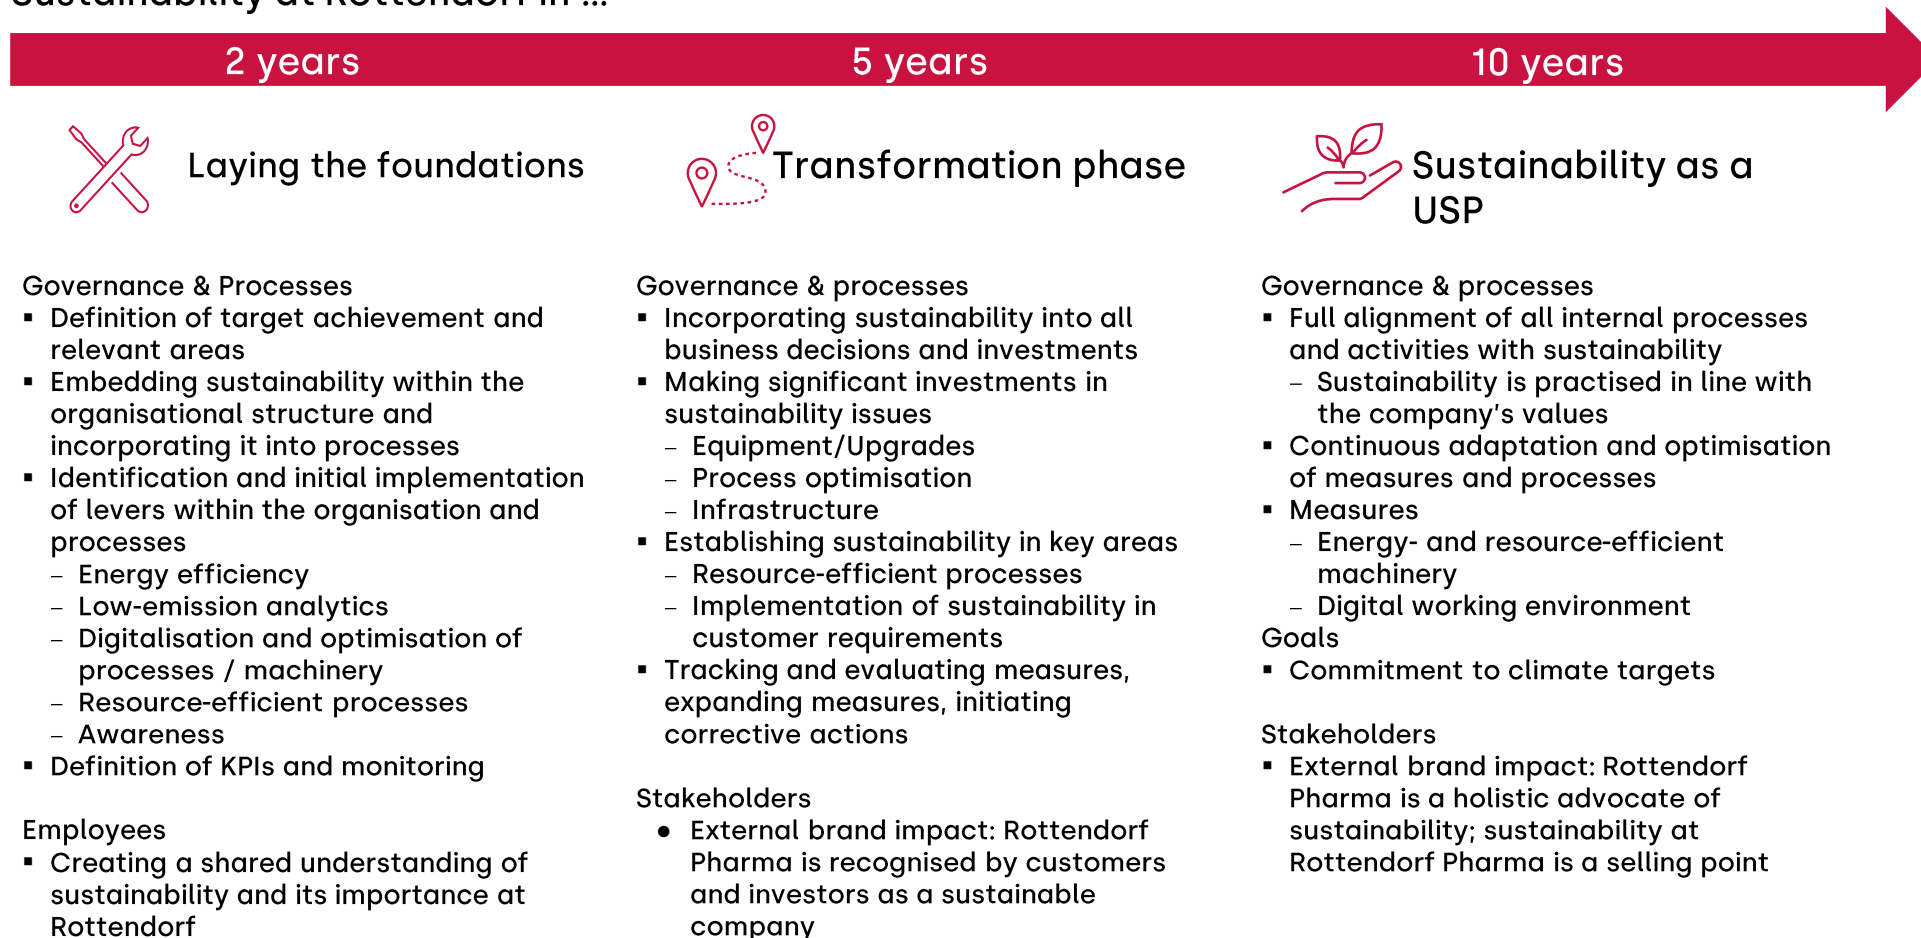 Sustainability at Rottendorf in ...
2 years
5 years
10 years
Laying the foundations
Transformation phase
Sustainability as a
USP
Governance & Processes
▪ Definition of target achievement and
relevant areas
▪ Embedding sustainability within the
organisational structure and
incorporating it into processes
▪ Identification and initial implementation
of levers within the organisation and
processes
– Energy efficiency
– Low-emission analytics
– Digitalisation and optimisation of
processes / machinery
– Resource-efficient processes
– Awareness
▪ Definition of KPIs and monitoring
Employees
▪ Creating a shared understanding of
sustainability and its importance at
Rottendorf
Governance & processes
▪ Incorporating sustainability into all
business decisions and investments
▪ Making significant investments in
sustainability issues
– Equipment/Upgrades
– Process optimisation
– Infrastructure
▪ Establishing sustainability in key areas
– Resource-efficient processes
– Implementation of sustainability in
customer requirements
▪ Tracking and evaluating measures,
expanding measures, initiating
corrective actions
Stakeholders
● External brand impact: Rottendorf
Pharma is recognised by customers
and investors as a sustainable
company
Governance & processes
▪ Full alignment of all internal processes
and activities with sustainability
– Sustainability is practised in line with
the company's values
▪ Continuous adaptation and optimisation
of measures and processes
▪ Measures
– Energy- and resource-efficient
machinery
– Digital working environment
Goals
▪ Commitment to climate targets
Stakeholders
▪ External brand impact: Rottendorf
Pharma is a holistic advocate of
sustainability; sustainability at
Rottendorf Pharma is a selling point